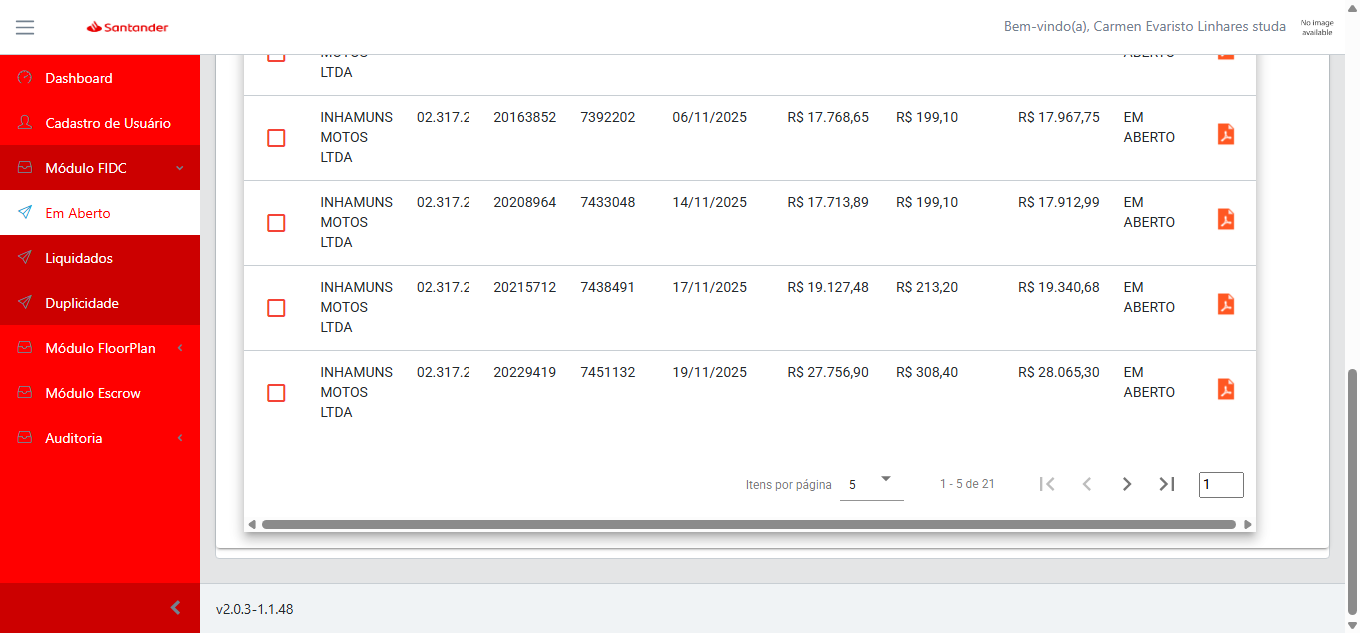 Santander
Bem-vindo(a), Carmen Evaristo Linhares studa
No image
available
Dashboard
Cadastro de Usuário
Módulo FIDC
Em Aberto
Liquidados
Duplicidade
Módulo FloorPlan
Módulo Escrow
Auditoria
MOTOS
ABERTO
LTDA
INHAMUNS 02.317.2 20163852 7392202 06/11/2025 R$ 17.768,65 R$ 199,10 R$ 17.967,75 EM
MOTOS ABERTO
LTDA
INHAMUNS 02.317.2 20208964 7433048 14/11/2025 R$ 17.713,89 R$ 199,10 R$ 17.912,99 EM
MOTOS ABERTO
LTDA
INHAMUNS 02.317.2 20215712 7438491 17/11/2025 R$ 19.127,48 R$ 213,20 R$ 19.340,68 EM
MOTOS ABERTO
LTDA
INHAMUNS 02.317.2 20229419 7451132 19/11/2025 R$ 27.756,90 R$ 308,40 R$ 28.065,30 EM
MOTOS ABERTO
LTDA
Itens por página 5 1 - 5 de 21 1
v2.0.3-1.1.48